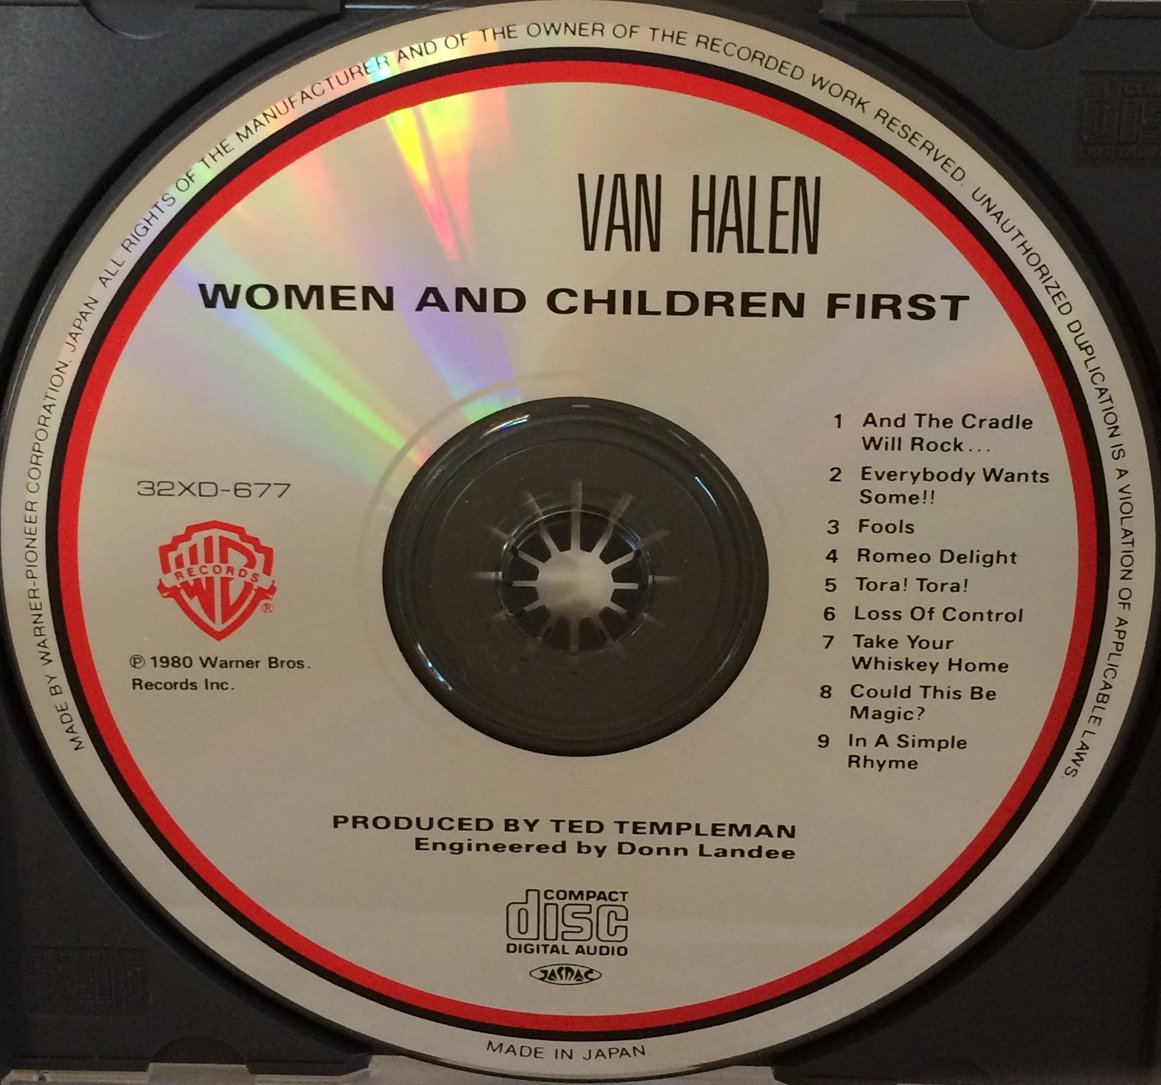 MADE BY WARNER-PIONEER CORPORATION, JAPAN ALL RIGHTS OF THE MANUFACTURER AND OF THE OWNER OF THE RECORDED WORK RESERVED. UNAUTHORIZED DUPLICATION IS A VIOLATION OF APPLICABLE LAWS.
VAN HALEN
WOMEN AND CHILDREN FIRST
32XD-677
WB
RECORDS
®
℗ 1980 Warner Bros.
Records Inc.
1 And The Cradle
Will Rock...
2 Everybody Wants
Some!!
3 Fools
4 Romeo Delight
5 Tora! Tora!
6 Loss Of Control
7 Take Your
Whiskey Home
8 Could This Be
Magic?
9 In A Simple
Rhyme
PRODUCED BY TED TEMPLEMAN
Engineered by Donn Landee
COMPACT
disc
DIGITAL AUDIO
JASRAC
MADE IN JAPAN